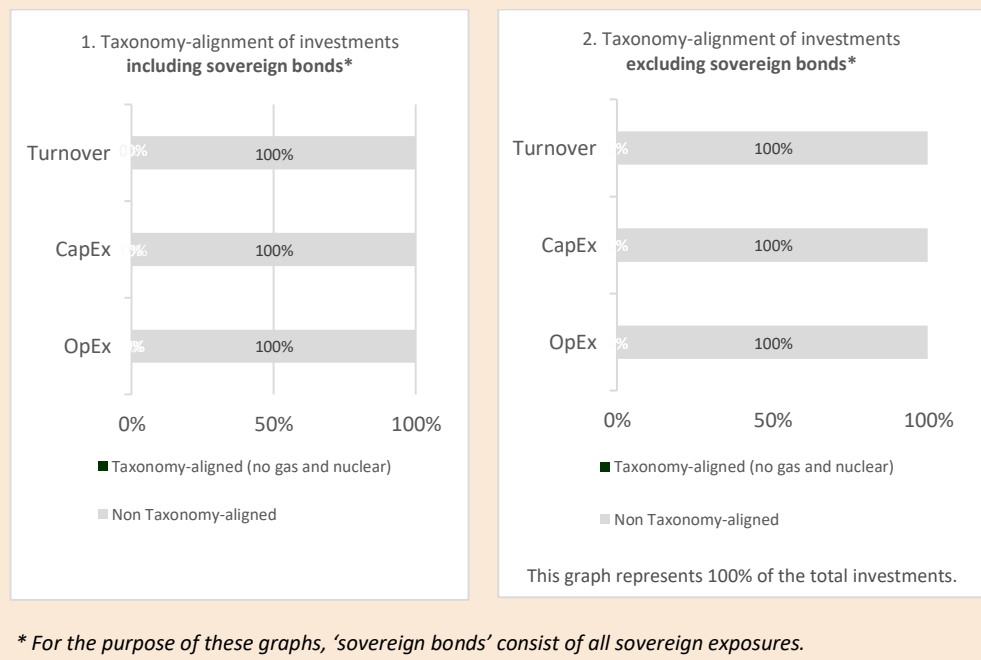 1. Taxonomy-alignment of investments
including sovereign bonds*
Turnover 100%
CapEx 100%
OpEx 100%
0% 50% 100%
Taxonomy-aligned (no gas and nuclear)
Non Taxonomy-aligned
2. Taxonomy-alignment of investments
excluding sovereign bonds*
Turnover 100%
CapEx 100%
OpEx 100%
0% 50% 100%
Taxonomy-aligned (no gas and nuclear)
Non Taxonomy-aligned
This graph represents 100% of the total investments.
* For the purpose of these graphs, ‘sovereign bonds’ consist of all sovereign exposures.